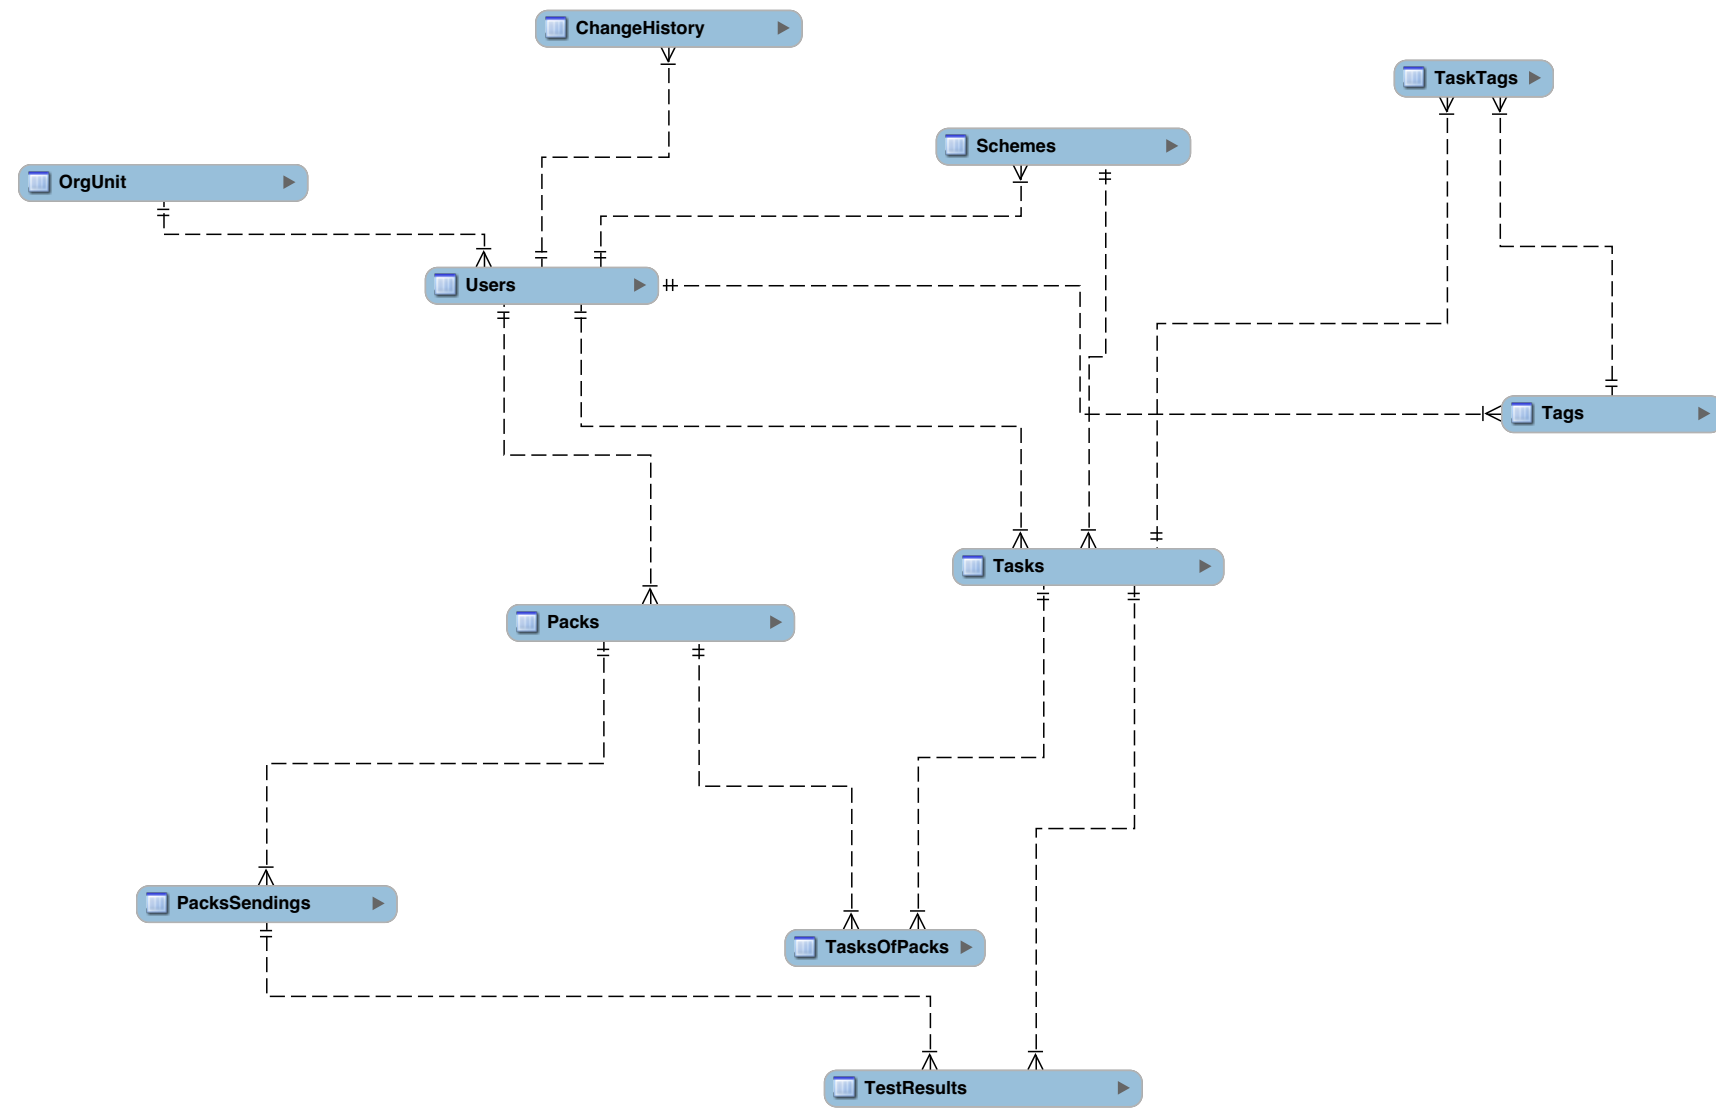 ChangeHistory
TaskTags
Schemes
OrgUnit
Users
Tags
Tasks
Packs
PacksSendings
TasksOfPacks
TestResults